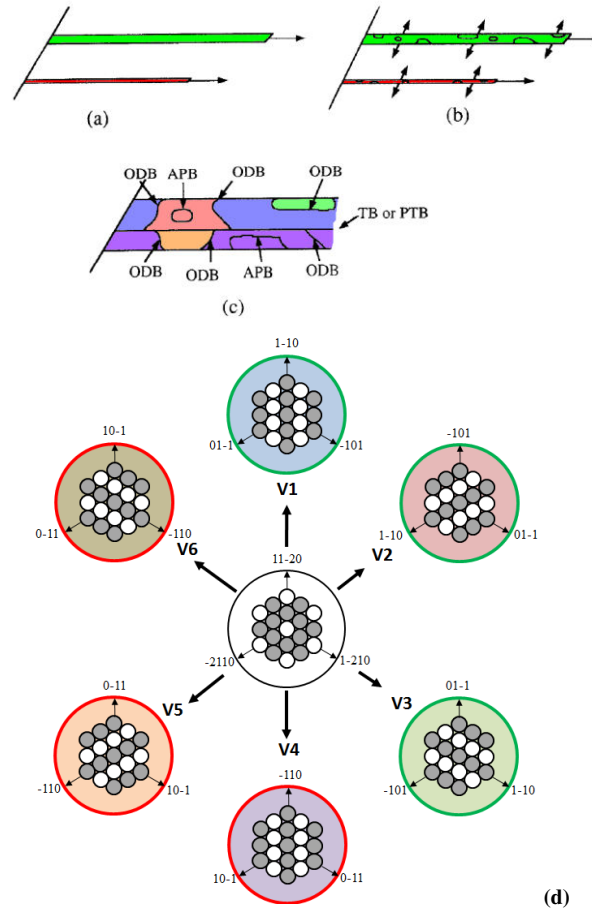 (a)
(b)
ODB APB ODB ODB
TB or PTB
ODB ODB APB ODB
(c)
1-10
01-1 -101
V1
10-1
0-11 -110
V6
-101
1-10 01-1
V2
11-20
-2110 1-210
0-11
-110 10-1
V5
01-1
-101 1-10
V3
V4
-110
10-1 0-11
(d)